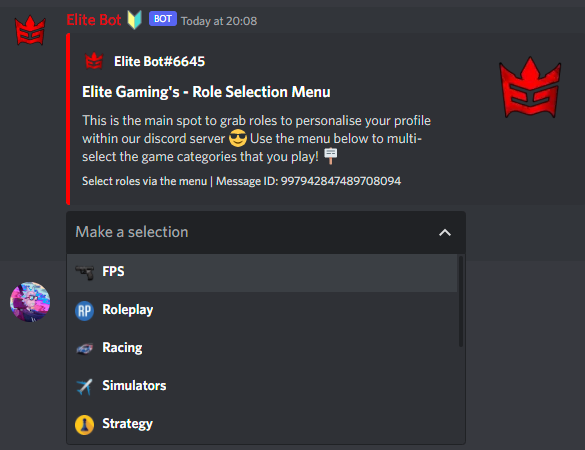 Elite Bot BOT Today at 20:08
Elite Bot#6645
Elite Gaming's - Role Selection Menu
This is the main spot to grab roles to personalise your profile
within our discord server 😎 Use the menu below to multi-
select the game categories that you play! 🪧
Select roles via the menu | Message ID: 997942847489708094
Make a selection
FPS
RP Roleplay
Racing
Simulators
Strategy